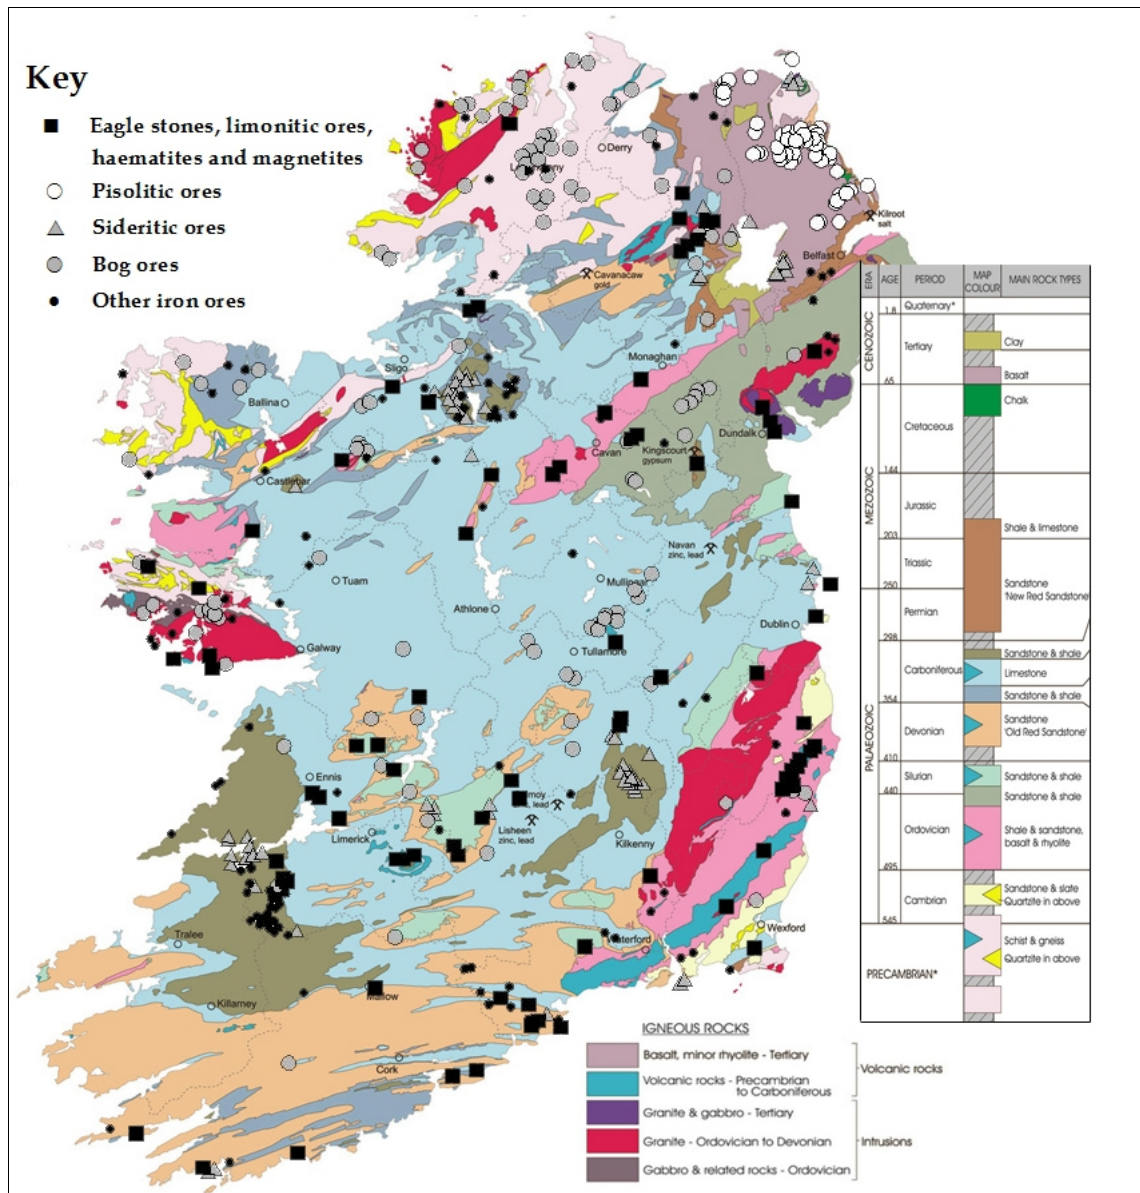 Key
Eagle stones, limonitic ores,
haematites and magnetites
Pisolitic ores
Sideritic ores
Bog ores
Other iron ores
Derry
Kilroot
salt
Belfast
Cavanacaw
gold
Sligo
Monaghan
Ballina
Dundalk
Cavan
Kingscourt
gypsum
Castlebar
Navan
zinc, lead
Tuam
Mullingar
Athlone
Dublin
Galway
Tullamore
Ennis
lead
Limerick
Lisheen
zinc, lead
Kilkenny
Tralee
Wexford
Waterford
Killarney
Mallow
Cork
ERA
AGE
PERIOD
MAP
COLOUR
MAIN ROCK TYPES
CENOZOIC
MEZOZOIC
PALAEOZOIC
Quaternary*
1.8
Tertiary
Clay
Basalt
65
Chalk
Cretaceous
144
Jurassic
Shale & limestone
203
Triassic
250
Sandstone
'New Red Sandstone'
Permian
298
Sandstone & shale
Carboniferous
Limestone
354
Sandstone & shale
Devonian
Sandstone
'Old Red Sandstone'
410
Silurian
Sandstone & shale
440
Sandstone & shale
Ordovician
Shale & sandstone,
basalt & rhyolite
495
Cambrian
Sandstone & slate
Quartzite in above
545
Schist & gneiss
Quartzite in above
PRECAMBRIAN*
IGNEOUS ROCKS
Basalt, minor rhyolite - Tertiary
Volcanic rocks - Precambrian
to Carboniferous
Volcanic rocks
Granite & gabbro - Tertiary
Granite - Ordovician to Devonian
Intrusions
Gabbro & related rocks - Ordovician